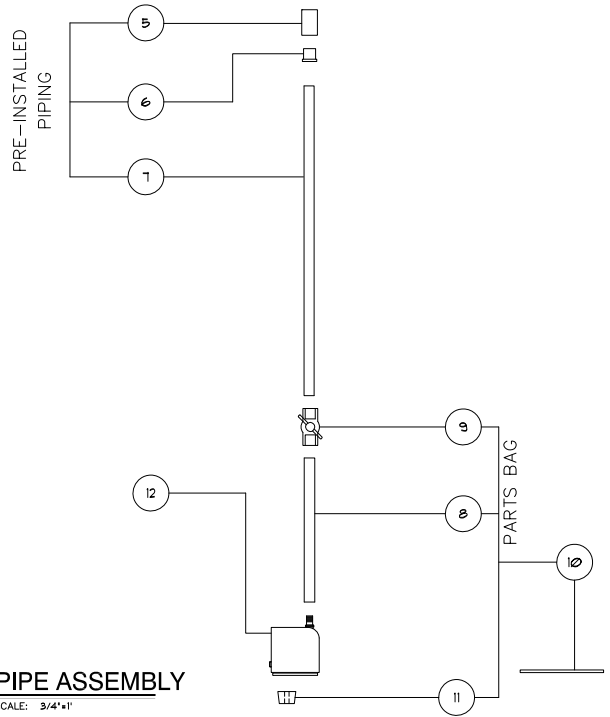 5
PRE-INSTALLED
PIPING
6
7
9
PARTS BAG
12
8
10
PIPE ASSEMBLY
CALE: 3/4"=1'
11